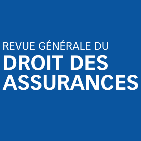 REVUE GÉNÉRALE DU
DROIT DES
ASSURANCES